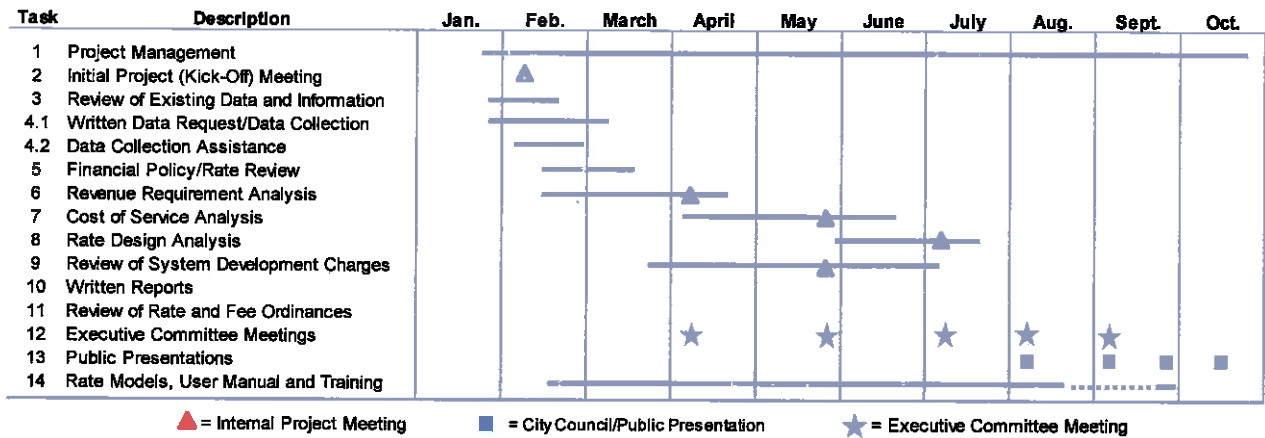 Task Description Jan. Feb. March April May June July Aug. Sept. Oct.
1 Project Management
2 Initial Project (Kick-Off) Meeting
3 Review of Existing Data and Information
4.1 Written Data Request/Data Collection
4.2 Data Collection Assistance
5 Financial Policy/Rate Review
6 Revenue Requirement Analysis
7 Cost of Service Analysis
8 Rate Design Analysis
9 Review of System Development Charges
10 Written Reports
11 Review of Rate and Fee Ordinances
12 Executive Committee Meetings
13 Public Presentations
14 Rate Models, User Manual and Training
= Internal Project Meeting = City Council/Public Presentation = Executive Committee Meeting